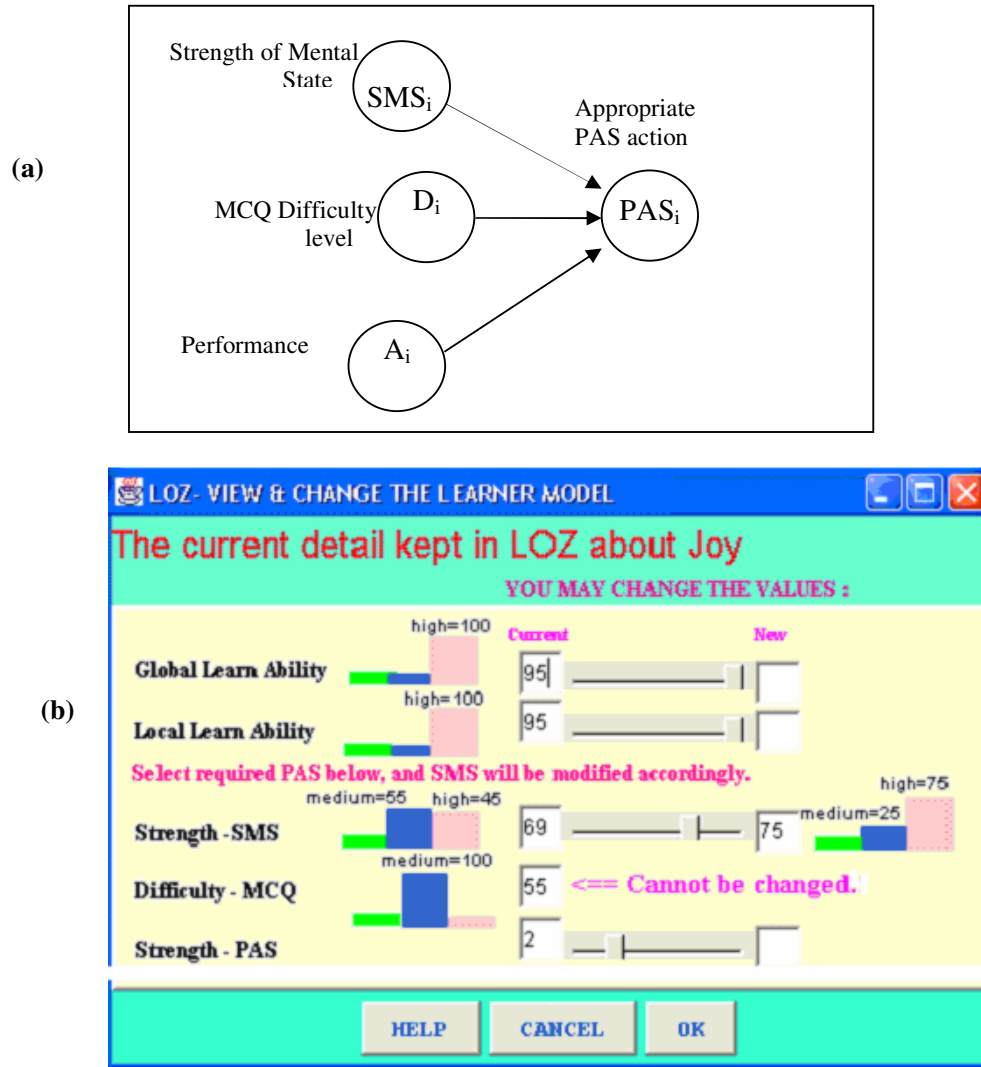 (a)
Strength of Mental
State
SMSi
Appropriate
PAS action
MCQ Difficulty
level
Di
PASi
Performance
Ai
(b)
LOZ- VIEW & CHANGE THE LEARNER MODEL
The current detail kept in LOZ about Joy
YOU MAY CHANGE THE VALUES :
high=100 Current New
Global Learn Ability 95
high=100
Local Learn Ability 95
Select required PAS below, and SMS will be modified accordingly.
medium=55 high=45 high=75
medium=25
Strength -SMS 69 75
medium=100
Difficulty - MCQ 55 <== Cannot be changed.
Strength - PAS 2
HELP CANCEL OK